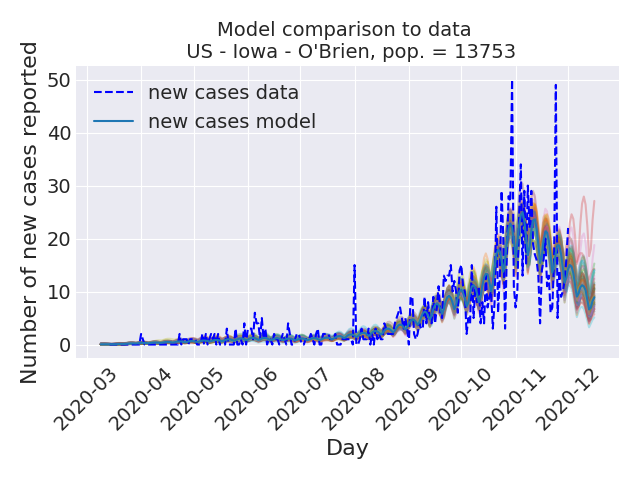 Model comparison to data
US - Iowa - O'Brien, pop. = 13753
Number of new cases reported
50
40
30
20
10
0
new cases data
new cases model
2020-03
2020-04
2020-05
2020-06
2020-07
2020-08
2020-09
2020-10
2020-11
2020-12
Day